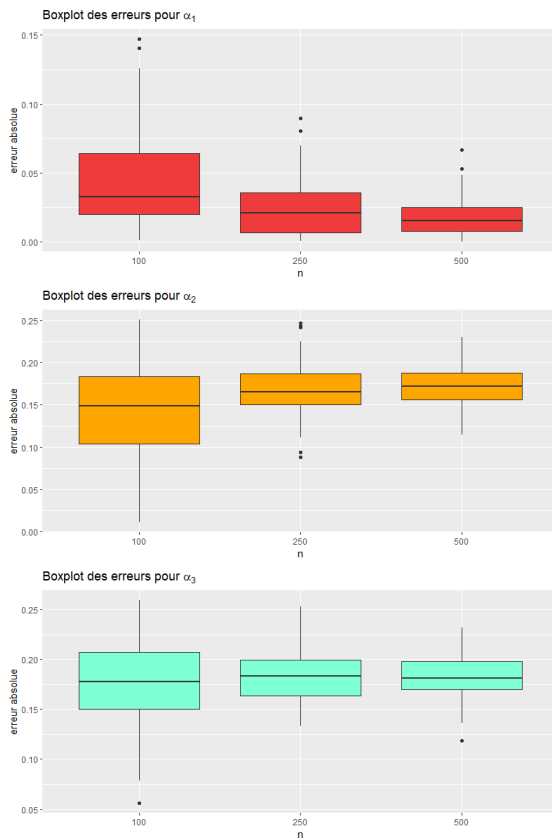 Boxplot des erreurs pour α₁
erreur absolue
0.15
0.10
0.05
0.00
100 250 500
n
Boxplot des erreurs pour α₂
erreur absolue
0.25
0.20
0.15
0.10
0.05
0.00
100 250 500
n
Boxplot des erreurs pour α₃
erreur absolue
0.25
0.20
0.15
0.10
0.05
100 250 500
n